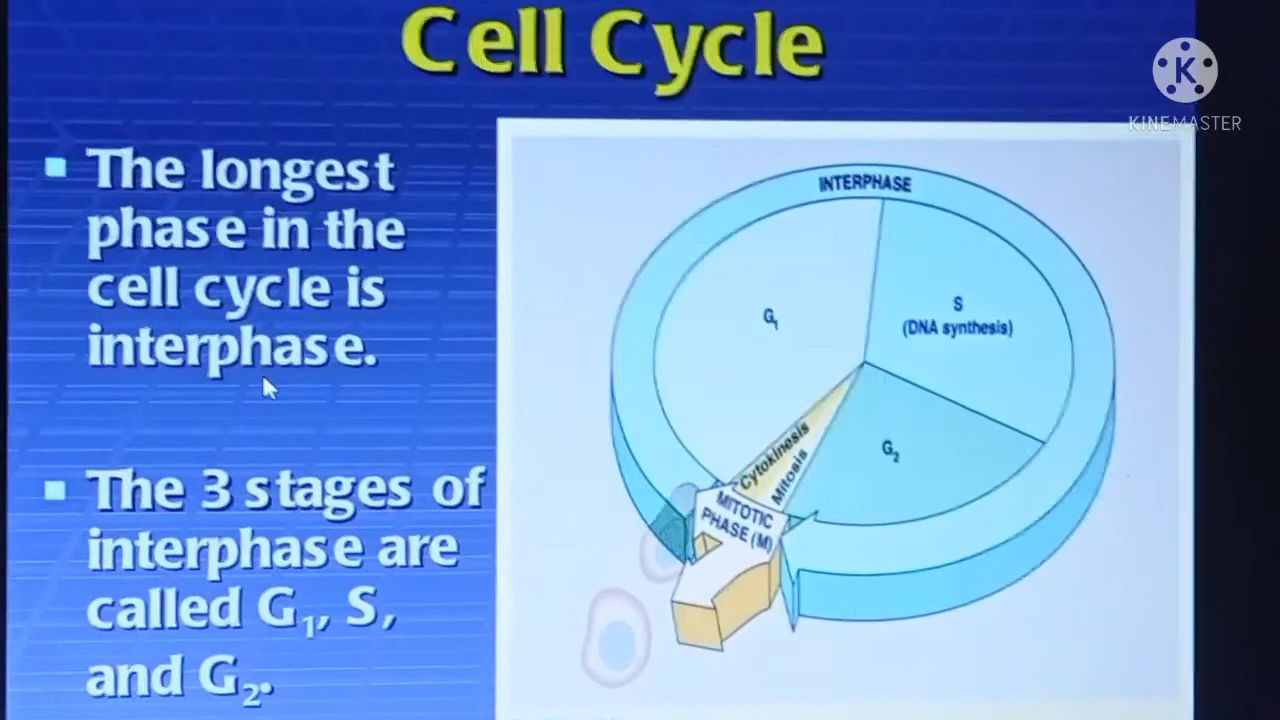 Cell Cycle
K
KINEMASTER
The longest
phase in the
cell cycle is
interphase.
The 3 stages of
interphase are
called G₁, S,
and G₂.
INTERPHASE
G₁
S
(DNA synthesis)
G₂
Cytokinesis
Mitosis
MITOTIC
PHASE (M)